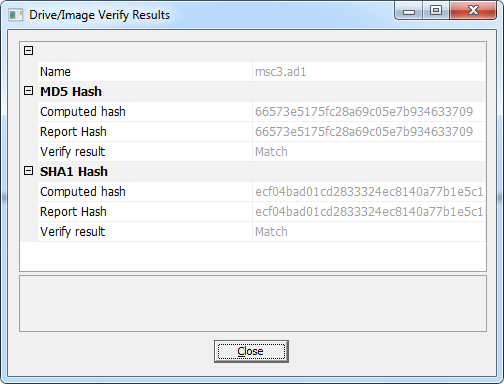 Drive/Image Verify Results
Name msc3.ad1
MD5 Hash
Computed hash 66573e5175fc28a69c05e7b934633709
Report Hash 66573e5175fc28a69c05e7b934633709
Verify result Match
SHA1 Hash
Computed hash ecf04bad01cd2833324ec8140a77b1e5c1
Report Hash ecf04bad01cd2833324ec8140a77b1e5c1
Verify result Match
Close